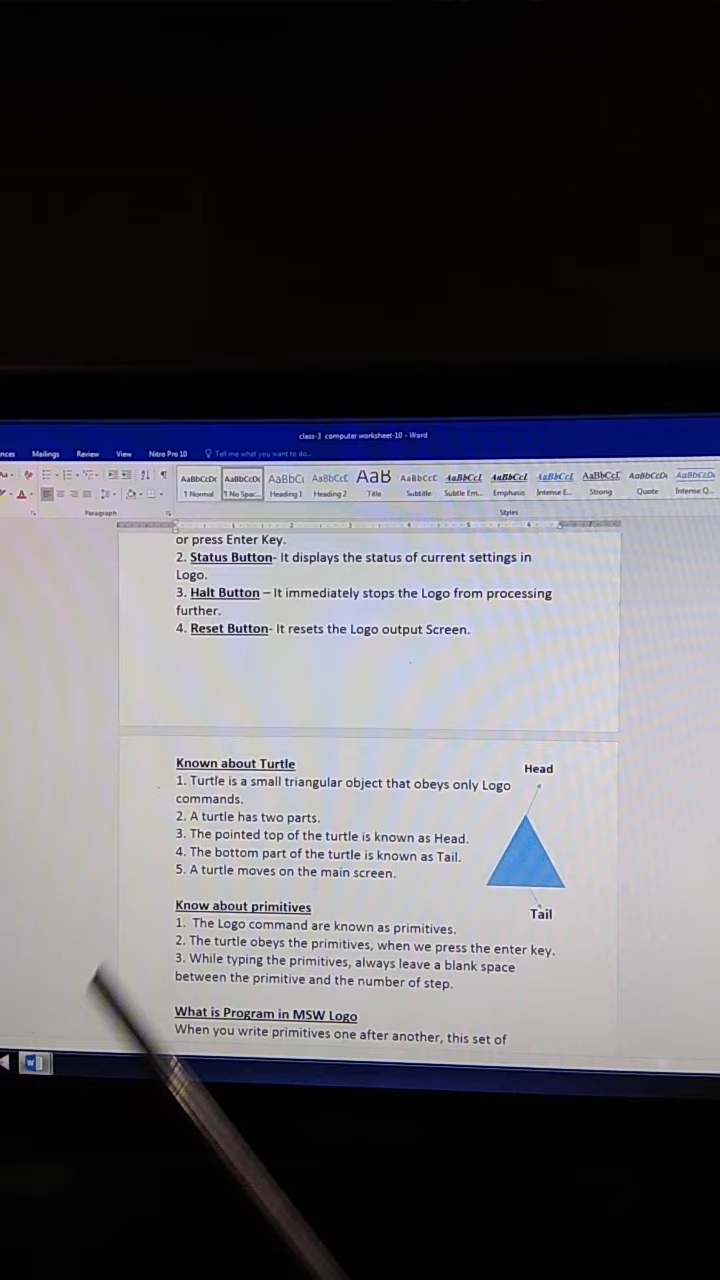 class-3 computer worksheet-10 - Word
nces Mailings Review View Nitro Pro 10 Tell me what you want to do...
AaBbCcDc AaBbCcDc AaBbCc AaBbCcC AaB AaBbCcC AaBbCcL AaBbCcL AaBbCcL AaBbCcC AaBbCcDc AaBbCcDc
¶ Normal ¶ No Spac... Heading 1 Heading 2 Title Subtitle Subtle Em... Emphasis Intense E... Strong Quote Intense Q...
Paragraph Styles
or press Enter Key.
2. Status Button- It displays the status of current settings in
Logo.
3. Halt Button – It immediately stops the Logo from processing
further.
4. Reset Button- It resets the Logo output Screen.
Known about Turtle
Head
1. Turtle is a small triangular object that obeys only Logo
commands.
2. A turtle has two parts.
3. The pointed top of the turtle is known as Head.
4. The bottom part of the turtle is known as Tail.
5. A turtle moves on the main screen.
Tail
Know about primitives
1. The Logo command are known as primitives.
2. The turtle obeys the primitives, when we press the enter key.
3. While typing the primitives, always leave a blank space
between the primitive and the number of step.
What is Program in MSW Logo
When you write primitives one after another, this set of